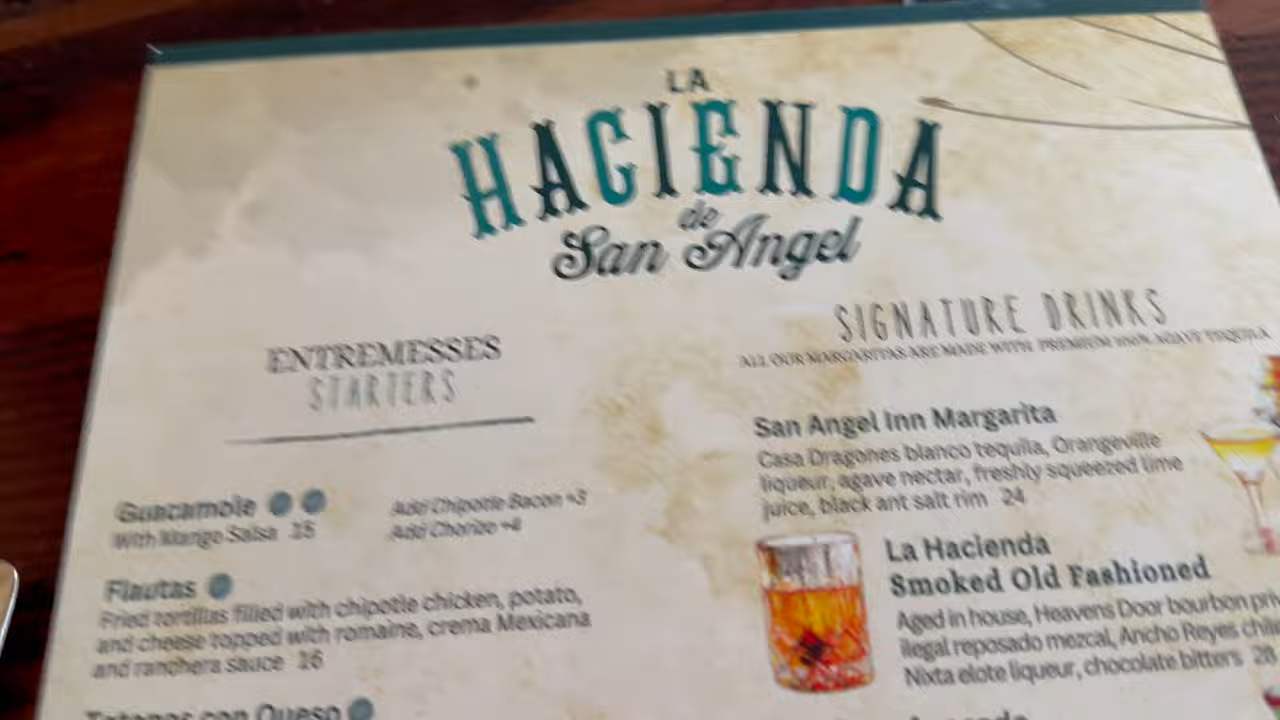 LA
HACIENDA
de
San Angel
ENTREMESSES
STARTERS
Guacamole
With Mango Salsa 15
Add Chipotle Bacon +3
Add Chorizo +4
Flautas
Fried tortillas filled with chipotle chicken, potato,
and cheese topped with romaine, crema Mexicana
and ranchera sauce 16
con Queso
SIGNATURE DRINKS
ALL OUR MARGARITAS ARE MADE WITH PREMIUM 100% AGAVE TEQUILA
San Angel Inn Margarita
Casa Dragones blanco tequila, Orangeville
liqueur, agave nectar, freshly squeezed lime
juice, black ant salt rim 24
La Hacienda
Smoked Old Fashioned
Aged in house, Heavens Door bourbon
Ilegal reposado mezcal, Ancho Reyes
Nixta elote liqueur, chocolate bitters 28